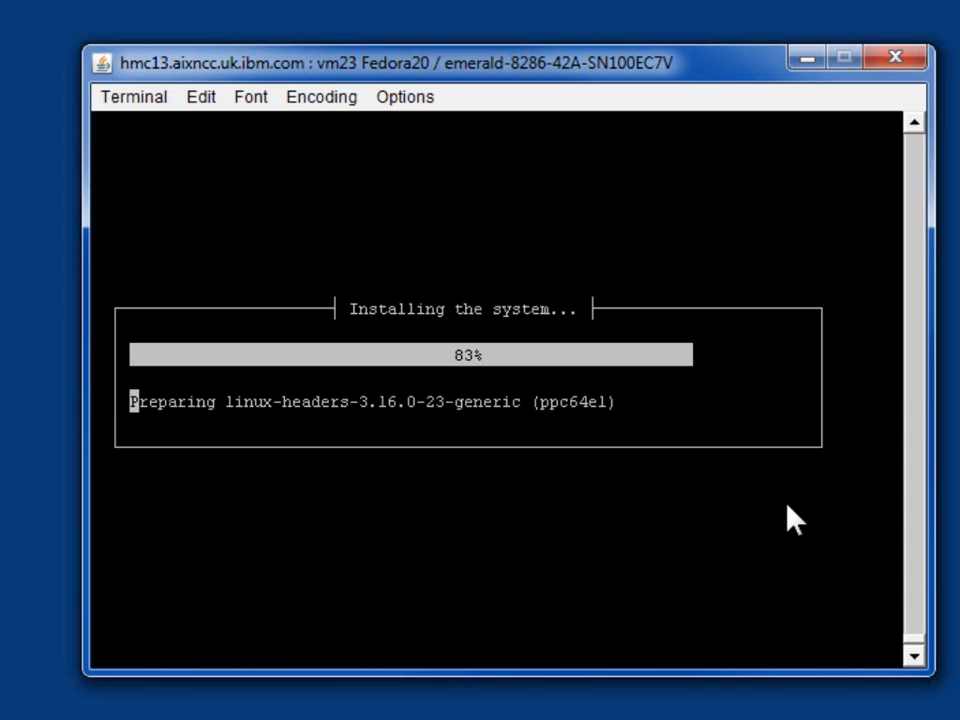 hmc13.aixncc.uk.ibm.com : vm23 Fedora20 / emerald-8286-42A-SN100EC7V
Terminal Edit Font Encoding Options
Installing the system...
83%
Preparing linux-headers-3.16.0-23-generic (ppc64el)